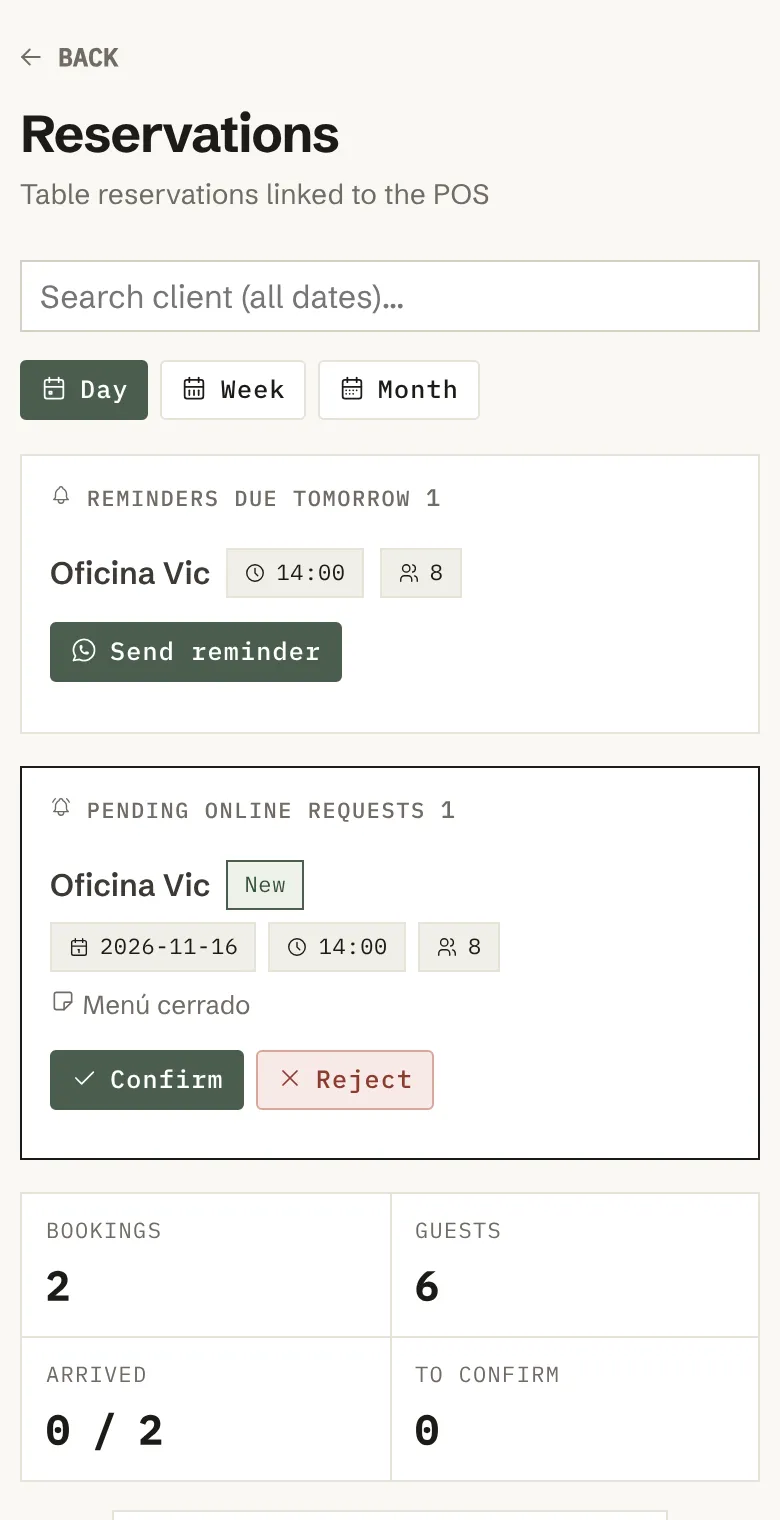 ← BACK
Reservations
Table reservations linked to the POS
Search client (all dates)…
Day Week Month
REMINDERS DUE TOMORROW 1
Oficina Vic 14:00 8
Send reminder
PENDING ONLINE REQUESTS 1
Oficina Vic New
2026-11-16 14:00 8
Menú cerrado
Confirm Reject
BOOKINGS GUESTS
2 6
ARRIVED TO CONFIRM
0 / 2 0